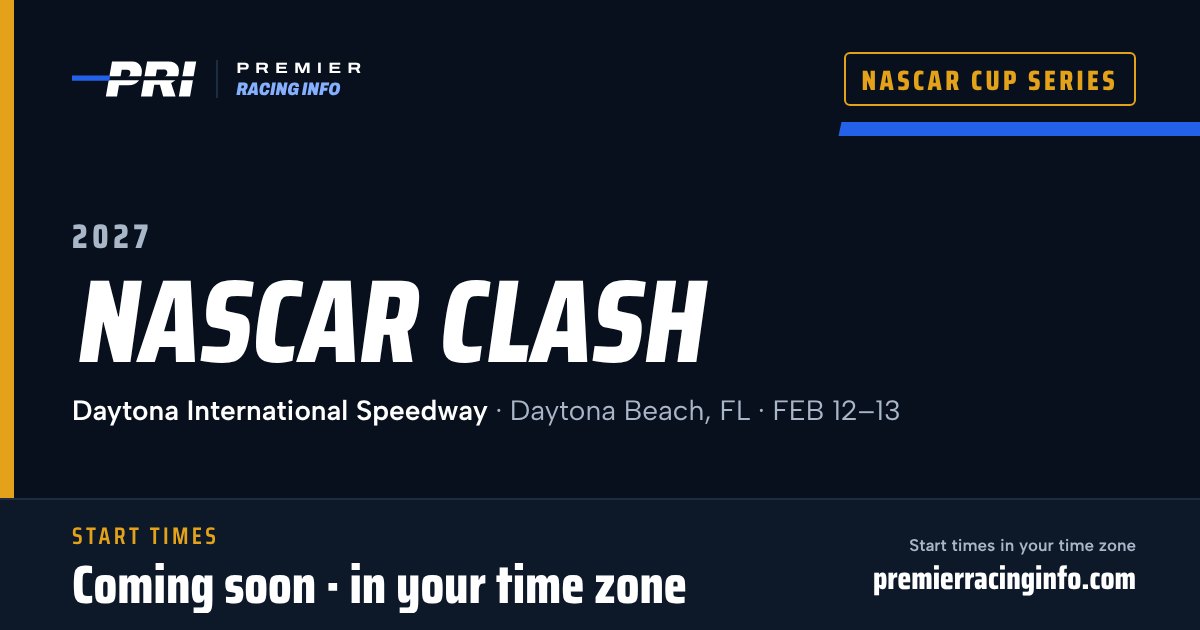 PRI
PREMIER
RACING INFO
NASCAR CUP SERIES
2027
NASCAR CLASH
Daytona International Speedway · Daytona Beach, FL · FEB 12–13
START TIMES
Coming soon · in your time zone
Start times in your time zone
premierracinginfo.com